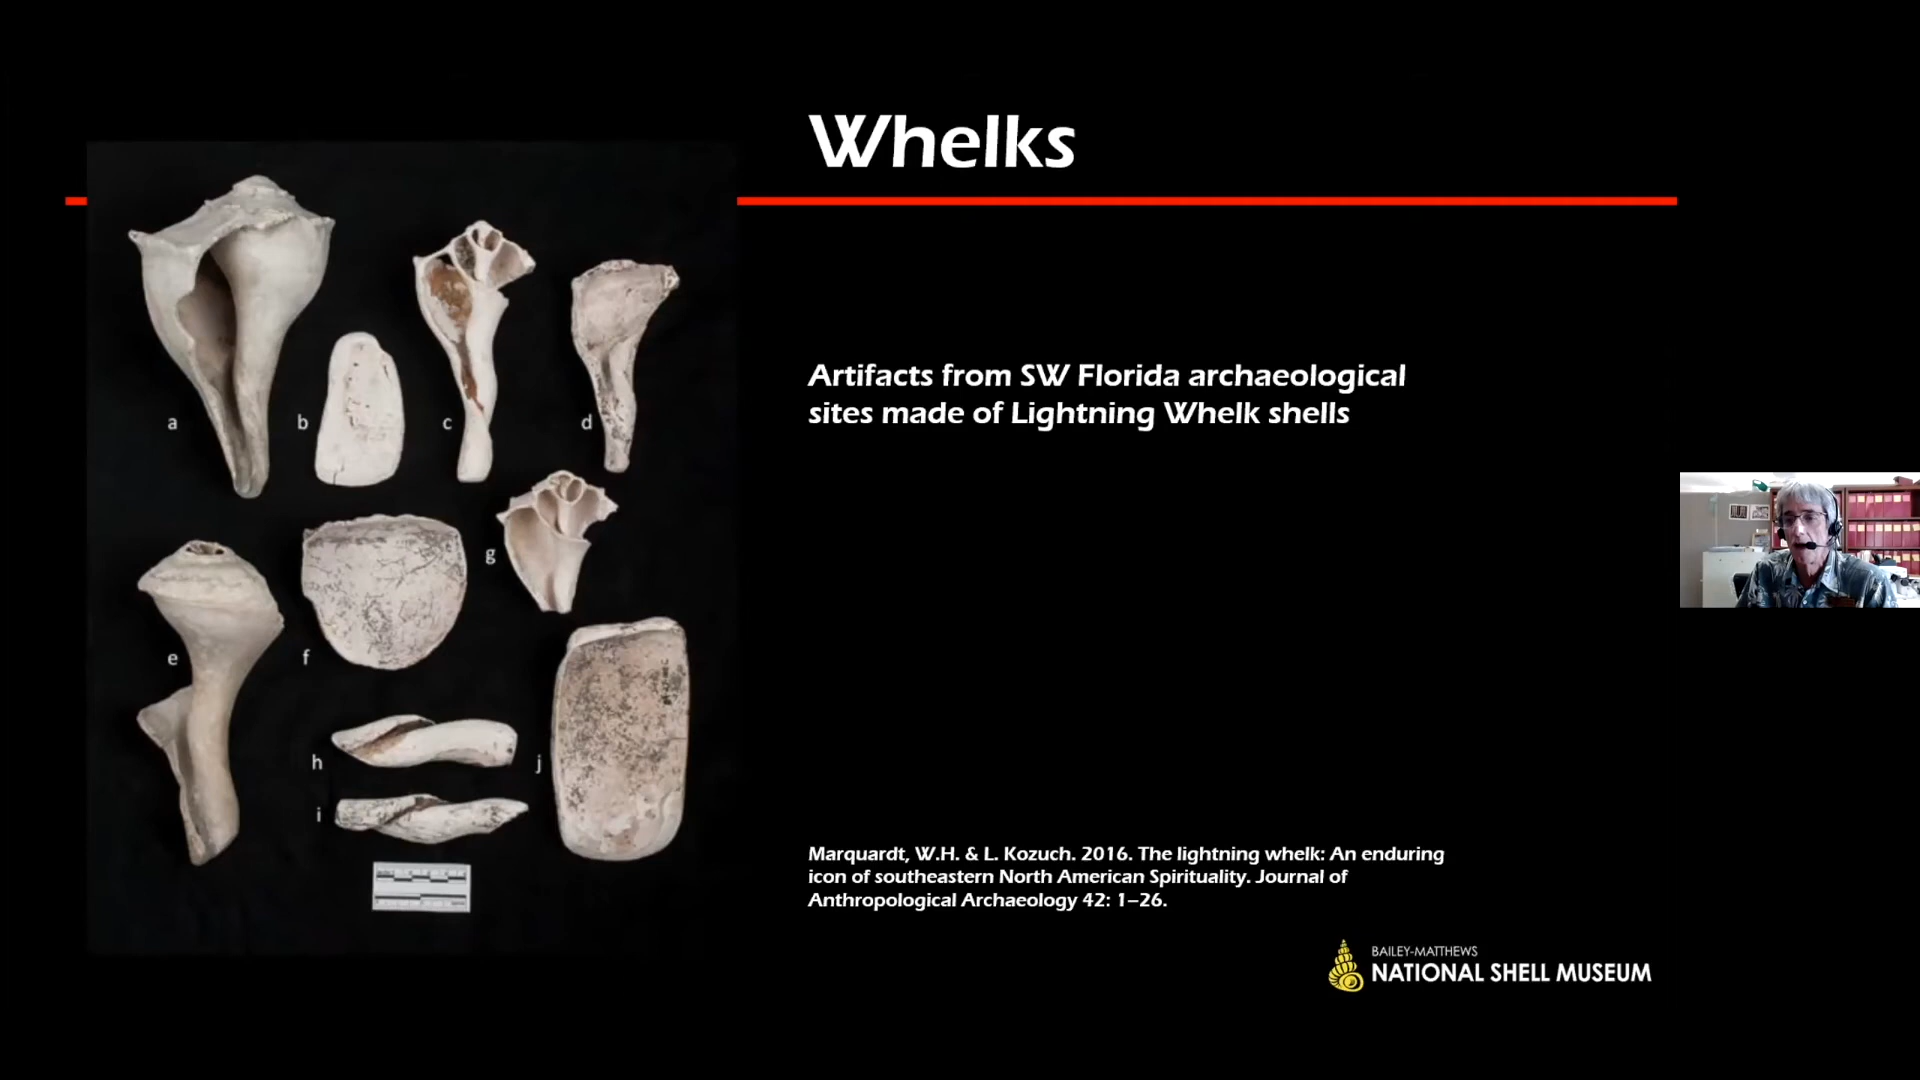 Whelks
Artifacts from SW Florida archaeological
sites made of Lightning Whelk shells
a
b
c
d
e
f
g
h
i
j
Marquardt, W.H. & L. Kozuch. 2016. The lightning whelk: An enduring
icon of southeastern North American Spirituality. Journal of
Anthropological Archaeology 42: 1–26.
BAILEY-MATTHEWS
NATIONAL SHELL MUSEUM